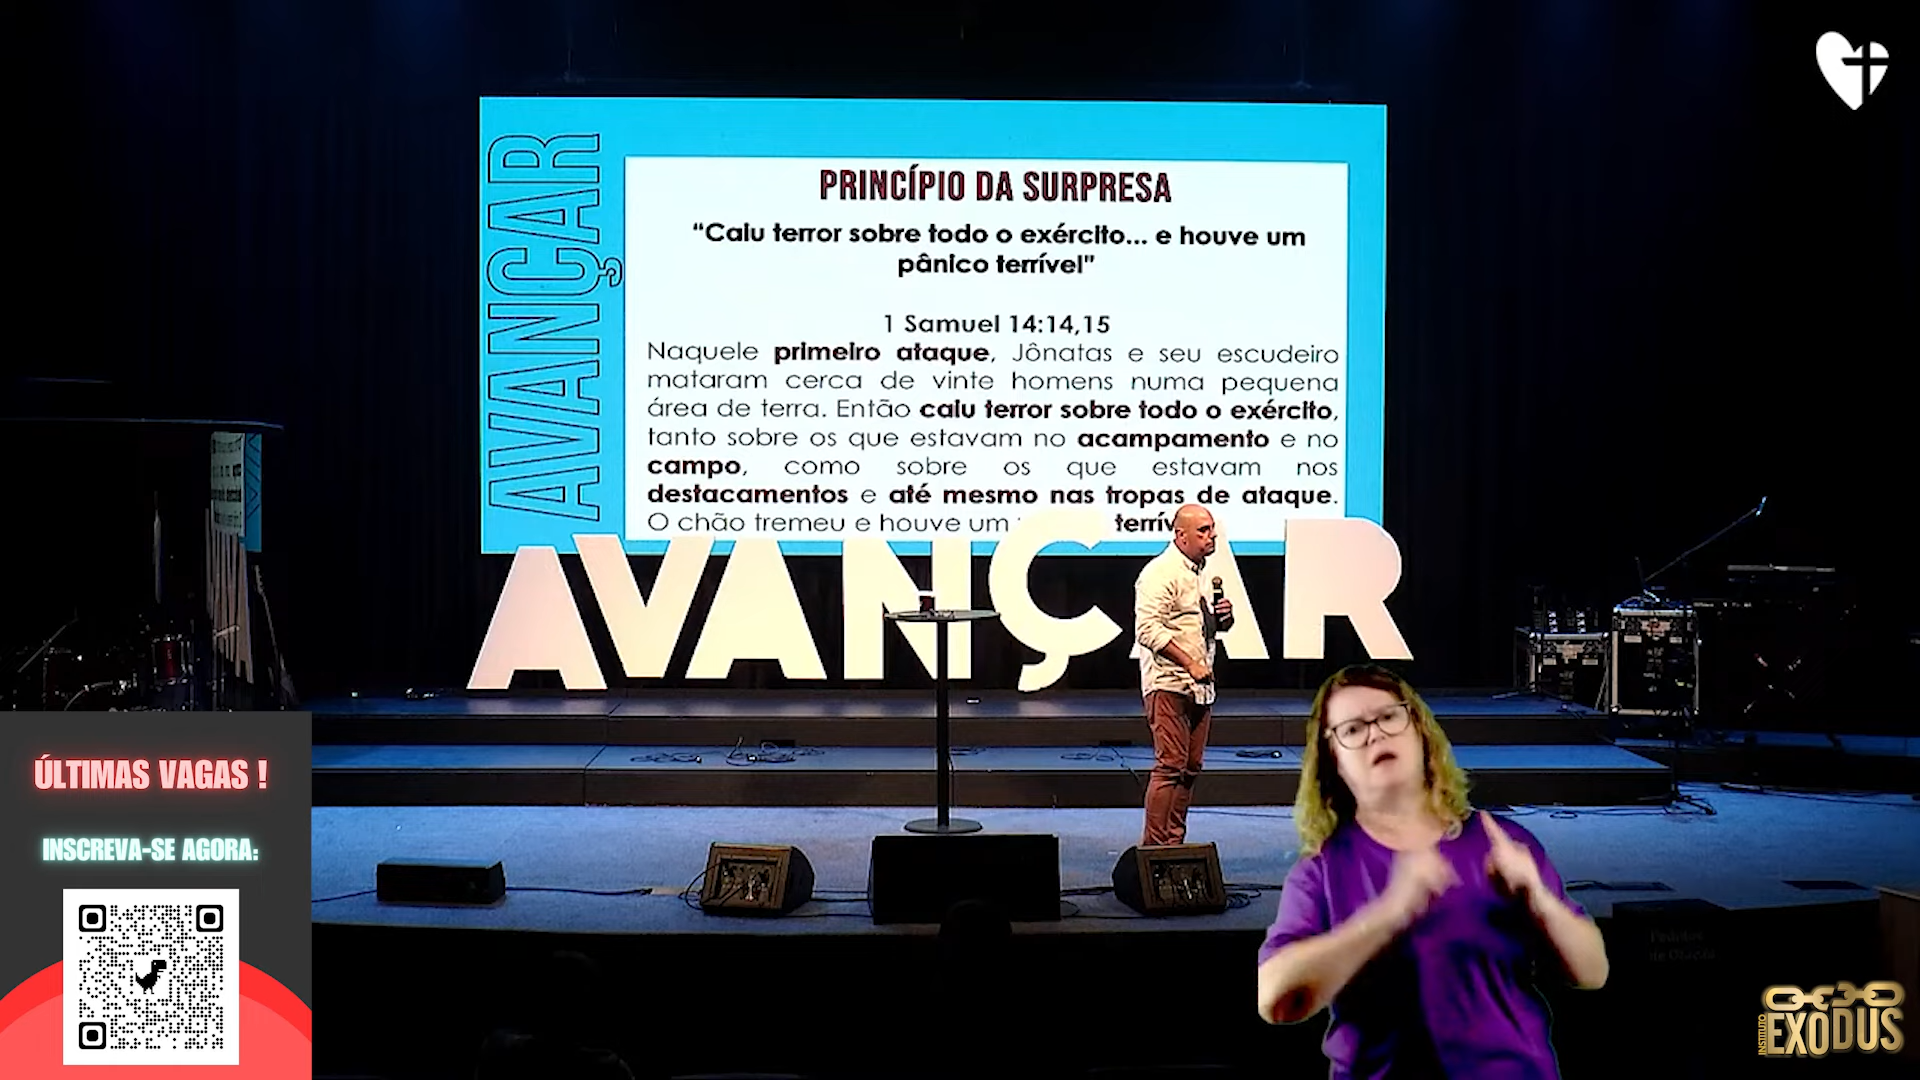 AVANÇAR
PRINCÍPIO DA SURPRESA
“Caiu terror sobre todo o exército... e houve um
pânico terrível”
1 Samuel 14:14,15
Naquele primeiro ataque, Jônatas e seu escudeiro
mataram cerca de vinte homens numa pequena
área de terra. Então caiu terror sobre todo o exército,
tanto sobre os que estavam no acampamento e no
campo, como sobre os que estavam nos
destacamentos e até mesmo nas tropas de ataque.
O chão tremeu e houve um
AVANÇAR
ÚLTIMAS VAGAS !
INSCREVA-SE AGORA:
INSTITUTO
EXODUS